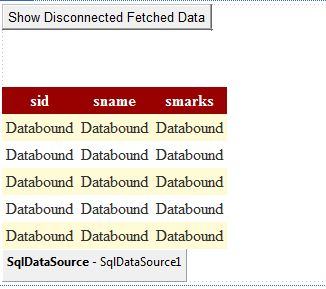 Show Disconnected Fetched Data
sid sname smarks
Databound Databound Databound
Databound Databound Databound
Databound Databound Databound
Databound Databound Databound
Databound Databound Databound
SqlDataSource - SqlDataSource1